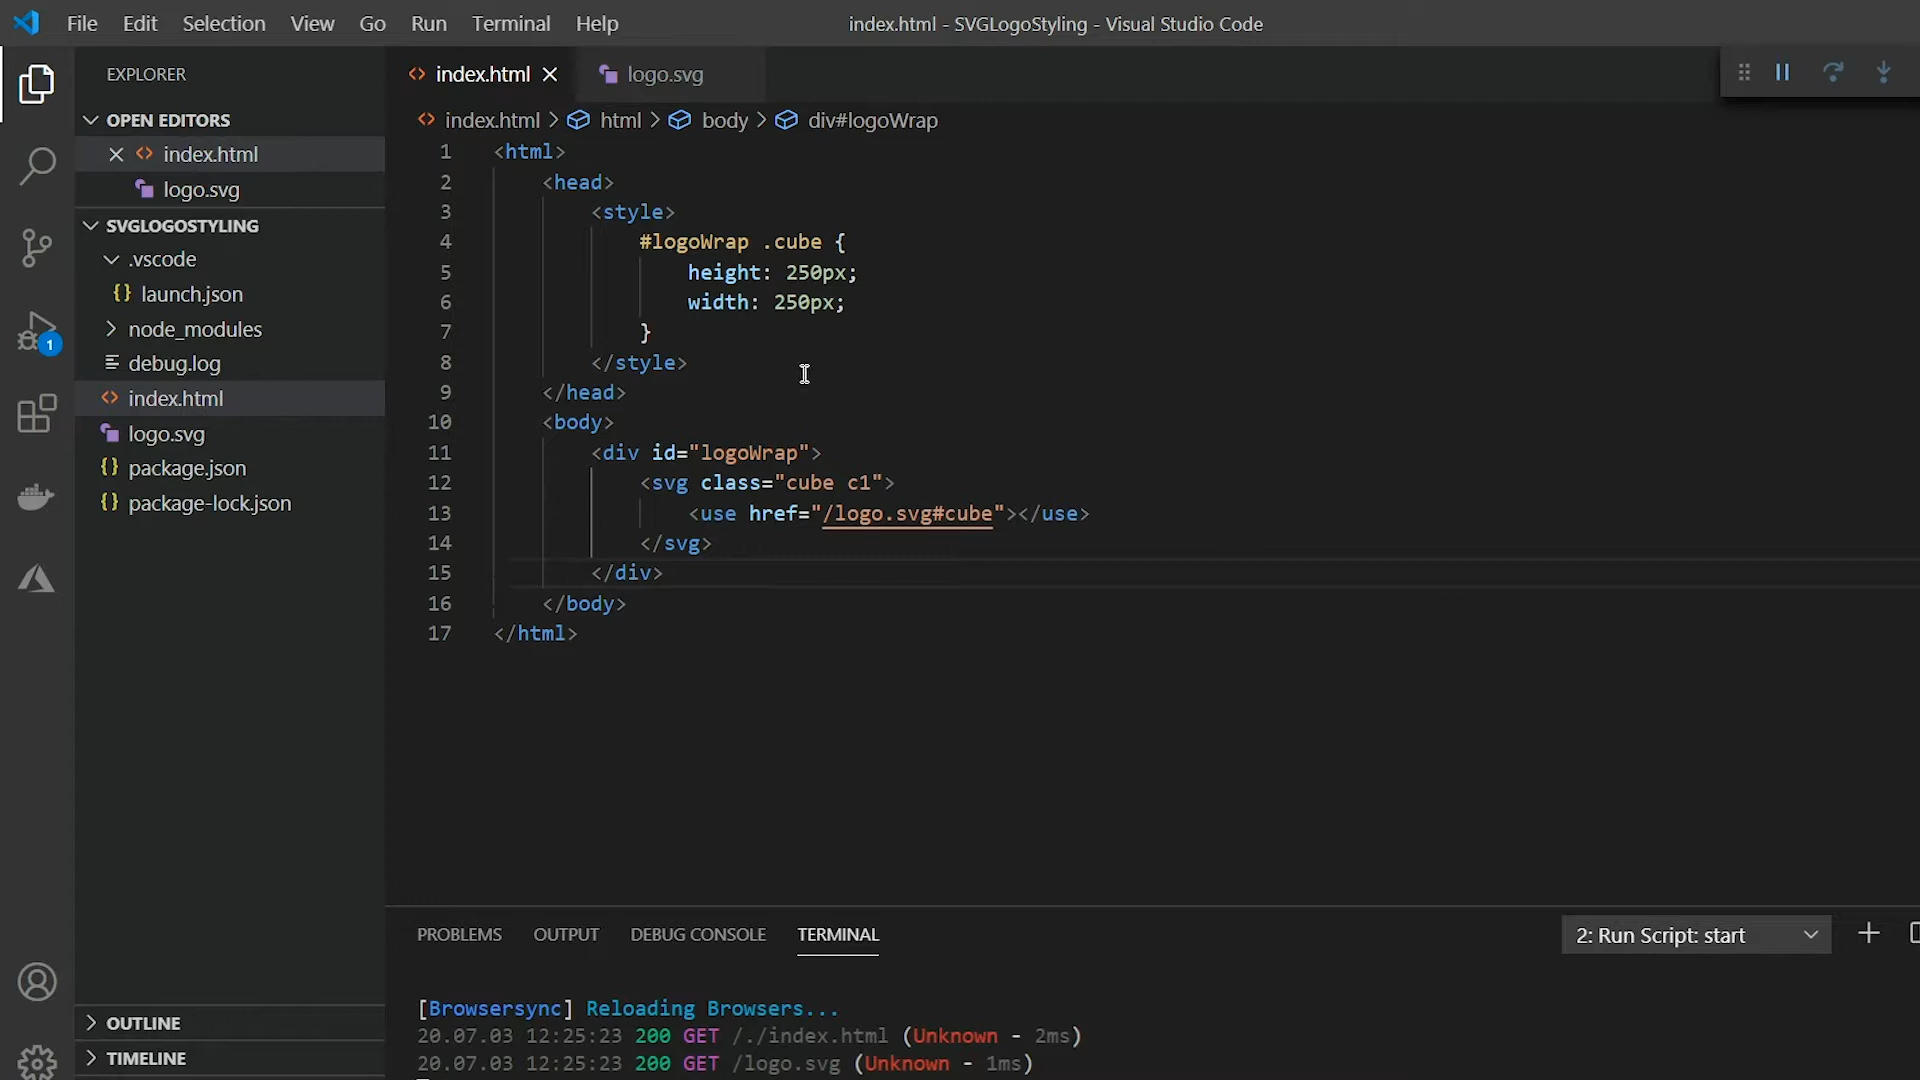 File Edit Selection View Go Run Terminal Help
index.html - SVGLogoStyling - Visual Studio Code
EXPLORER
OPEN EDITORS
index.html
logo.svg
SVGLOGOSTYLING
.vscode
{} launch.json
node_modules
debug.log
index.html
logo.svg
{} package.json
{} package-lock.json
OUTLINE
TIMELINE
1
index.html
logo.svg
index.html > html > body > div#logoWrap
1 <html>
2 <head>
3 <style>
4 #logoWrap .cube {
5 height: 250px;
6 width: 250px;
7 }
8 </style>
9 </head>
10 <body>
11 <div id="logoWrap">
12 <svg class="cube c1">
13 <use href="/logo.svg#cube"></use>
14 </svg>
15 </div>
16 </body>
17 </html>
PROBLEMS OUTPUT DEBUG CONSOLE TERMINAL
2: Run Script: start
[Browsersync] Reloading Browsers...
20.07.03 12:25:23 200 GET /./index.html (Unknown - 2ms)
20.07.03 12:25:23 200 GET /logo.svg (Unknown - 1ms)